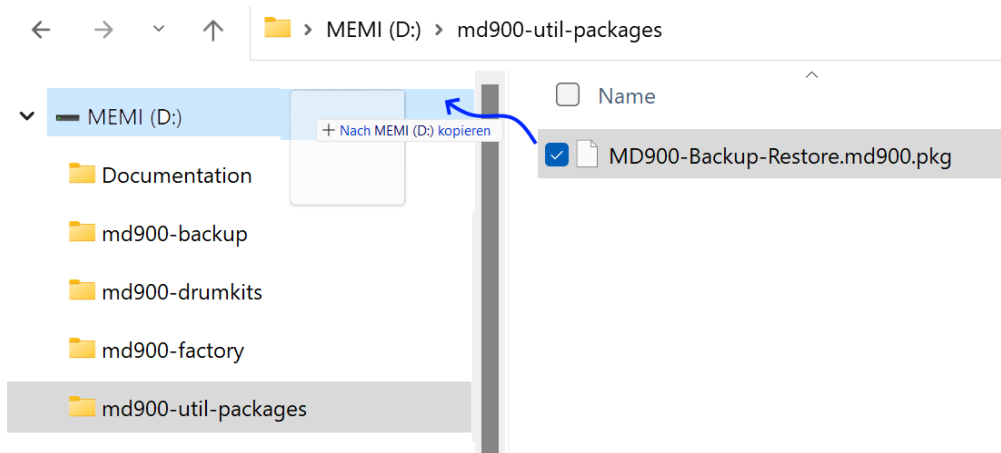 MEMI (D:) > md900-util-packages
MEMI (D:)
+ Nach MEMI (D:) kopieren
Documentation
md900-backup
md900-drumkits
md900-factory
md900-util-packages
Name
MD900-Backup-Restore.md900.pkg